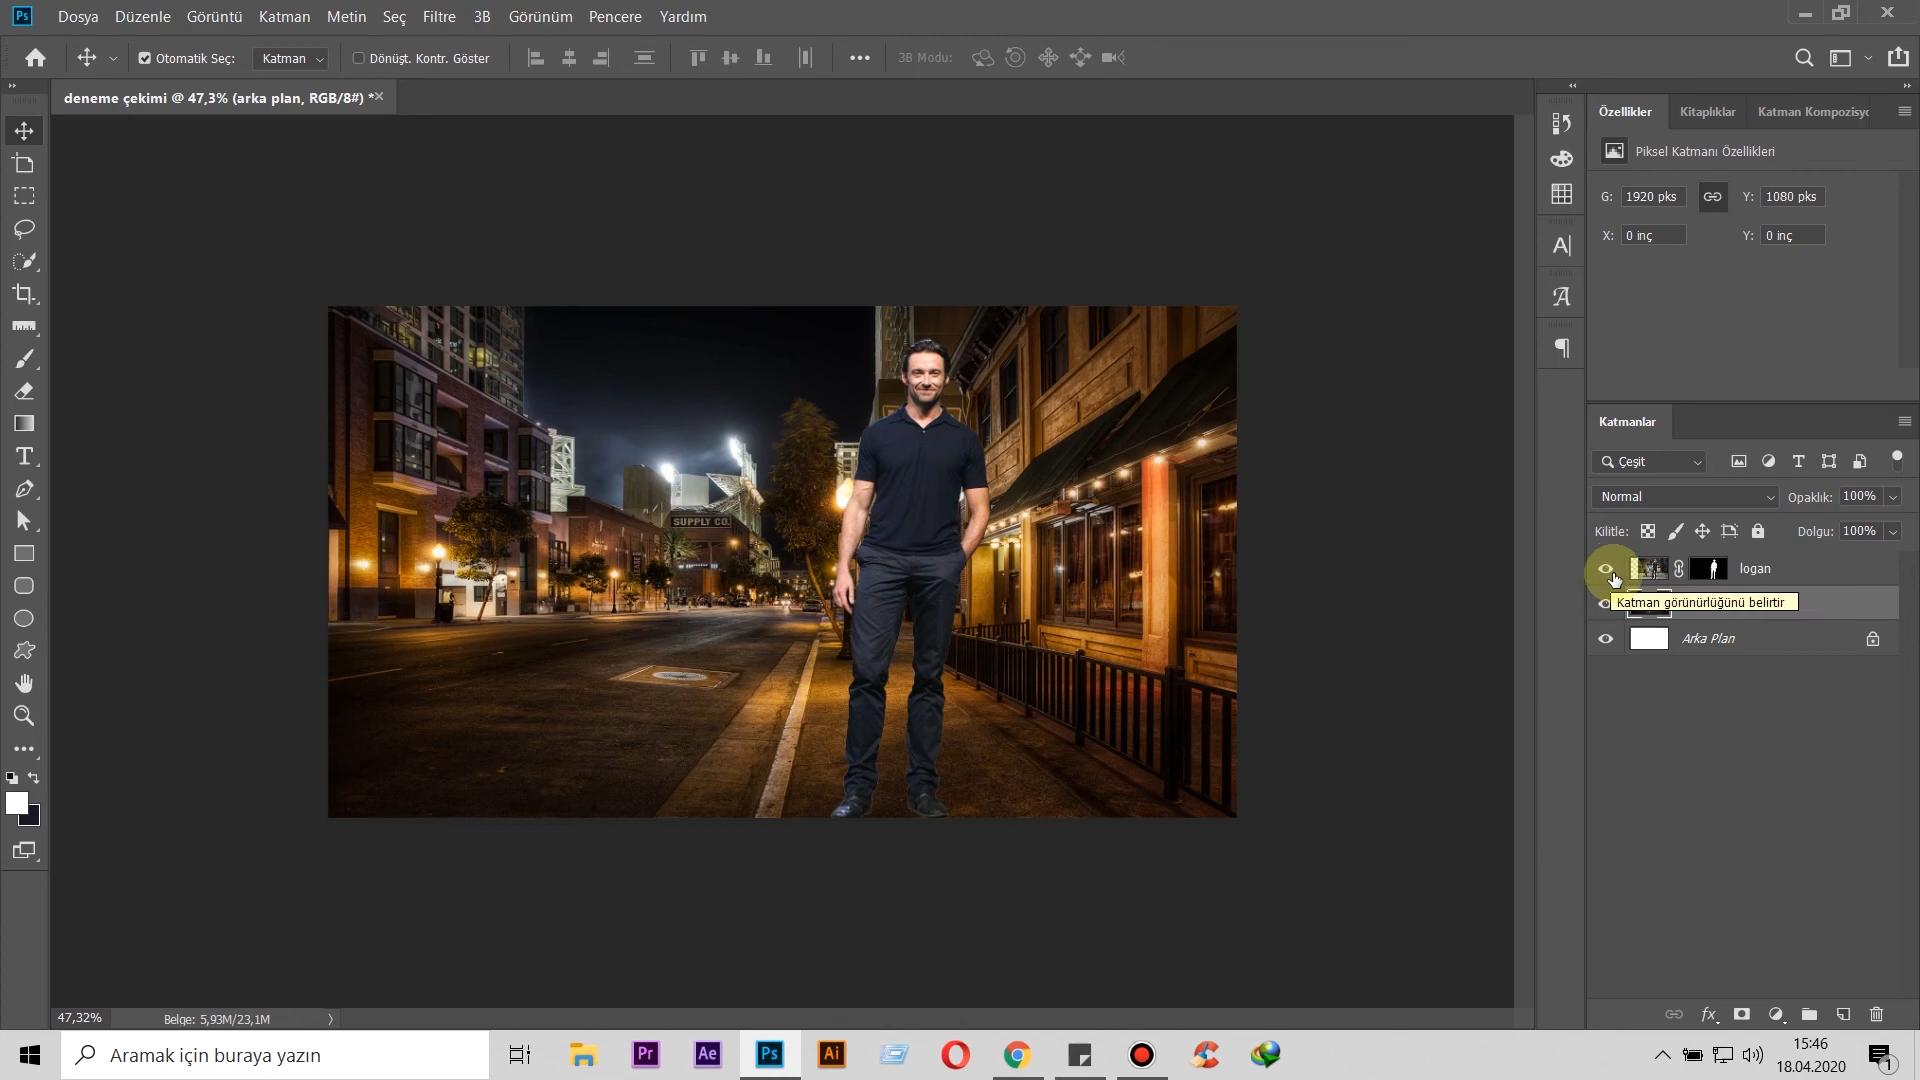 Ps Dosya Düzenle Görüntü Katman Metin Seç Filtre 3B Görünüm Pencere Yardım
Otomatik Seç: Katman Dönüşt. Kontr. Göster 3B Modu:
deneme çekimi @ 47,3% (arka plan, RGB/8#) *
Özellikler Kitaplıklar Katman Kompozisyo
Piksel Katmanı Özellikleri
G: 1920 pks Y: 1080 pks
X: 0 inç Y: 0 inç
SUPPLY CO.
Katmanlar
Çeşit
Normal Opaklık: 100%
Kilitle: Dolgu: 100%
logan
Katman görünürlüğünü belirtir
Arka Plan
47,32% Belge: 5,93M/23,1M
Aramak için buraya yazın
Pr Ae Ps Ai
15:46
18.04.2020
1